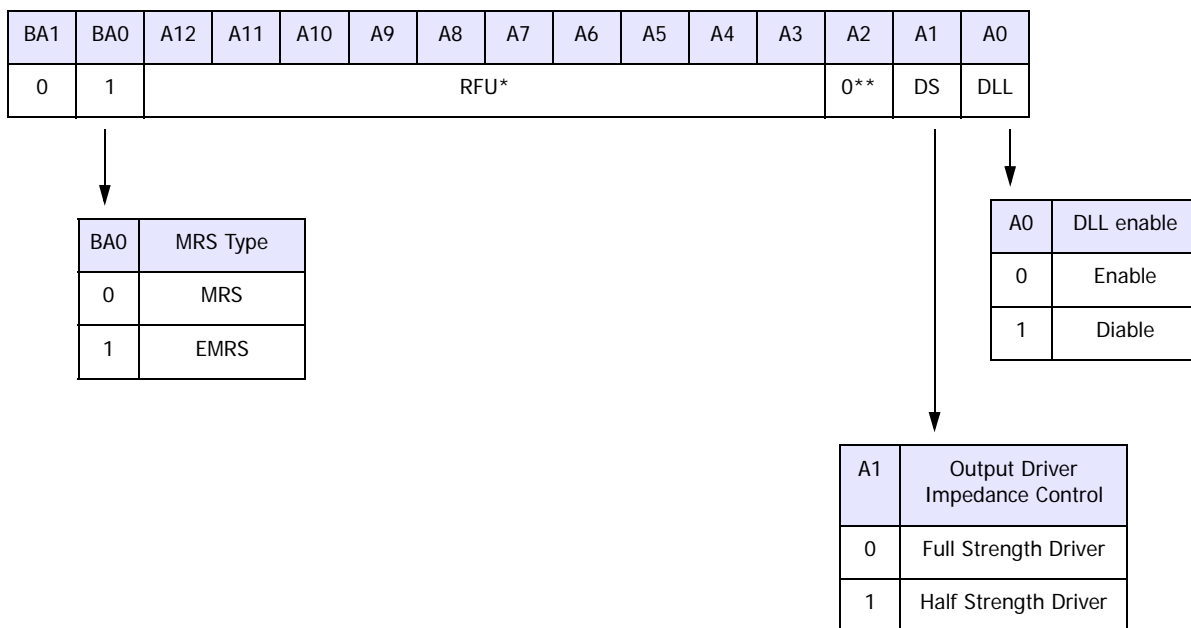 BA1 BA0 A12 A11 A10 A9 A8 A7 A6 A5 A4 A3 A2 A1 A0
0 1 RFU* 0** DS DLL
BA0 MRS Type
0 MRS
1 EMRS
A0 DLL enable
0 Enable
1 Diable
A1 Output Driver
Impedance Control
0 Full Strength Driver
1 Half Strength Driver